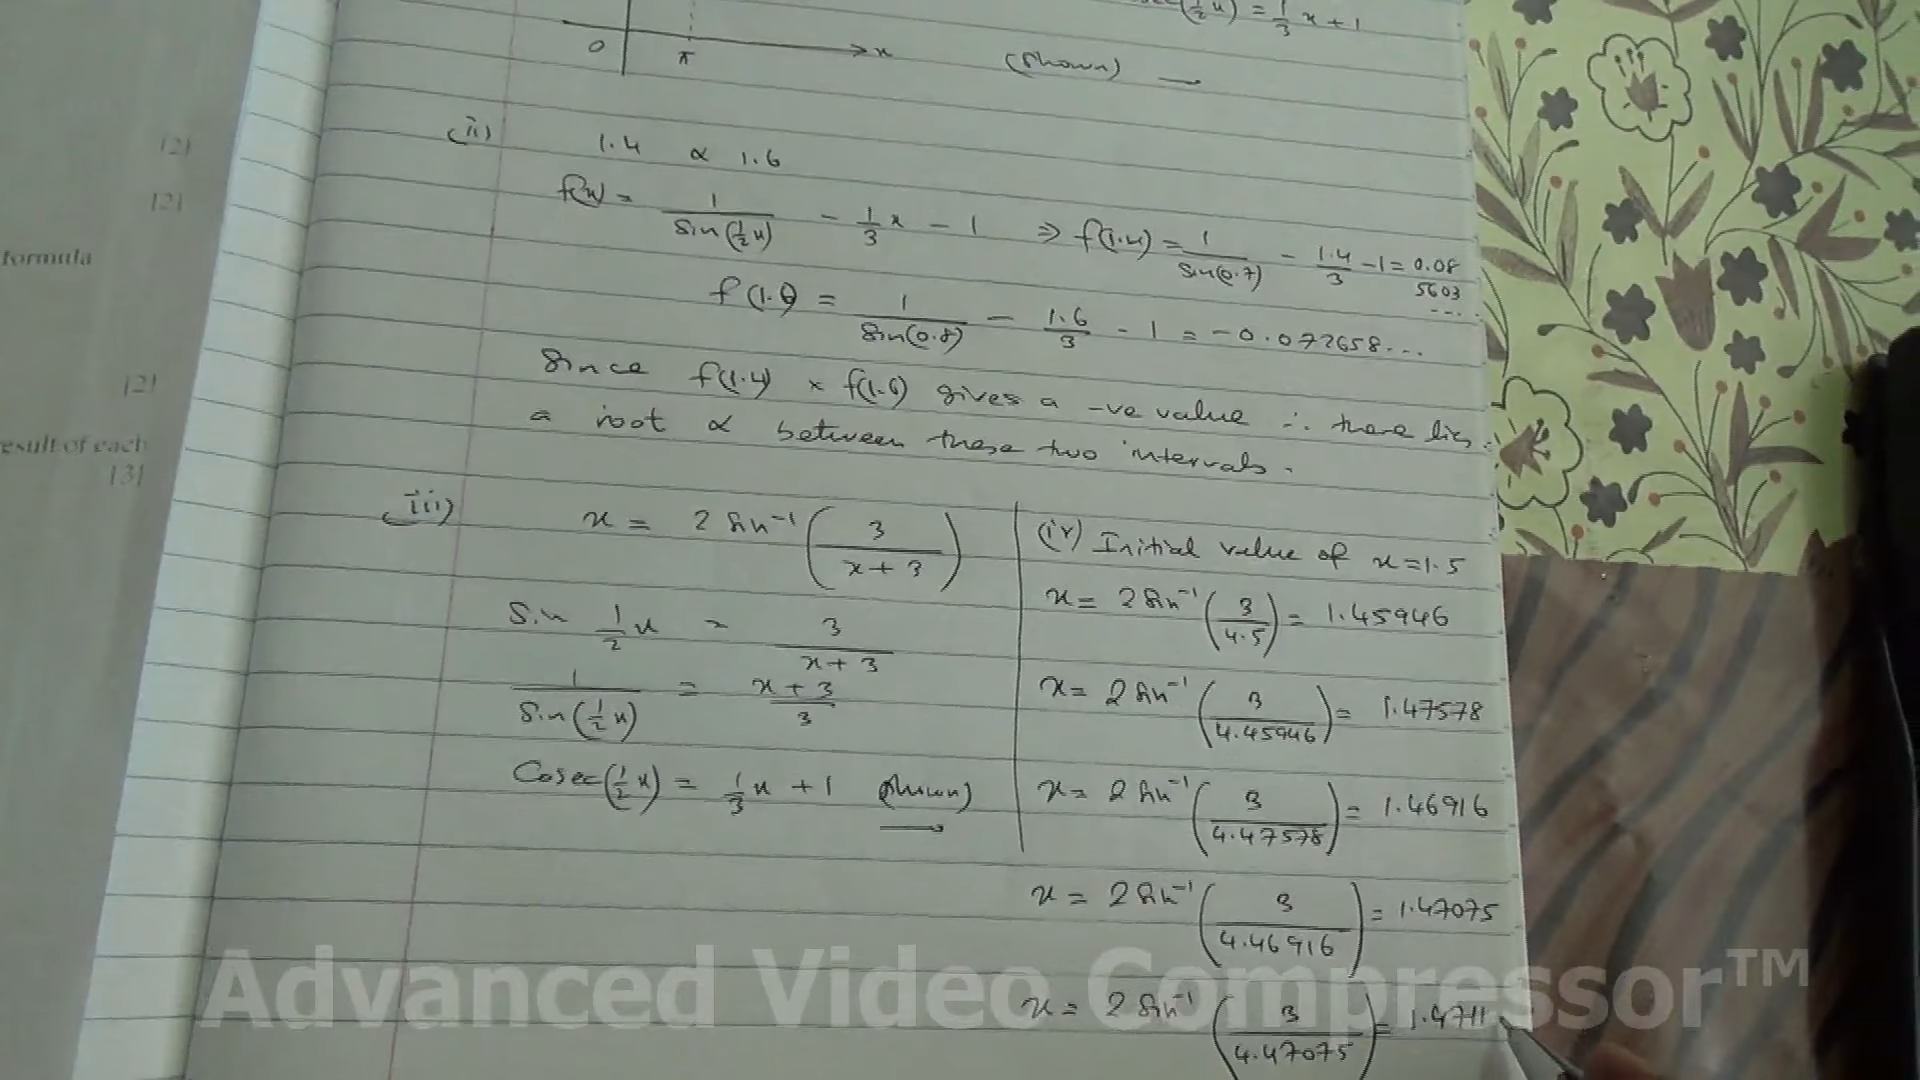 (½x) = 1/3 x + 1
0 π → x (Shown)
[2]
[2]
formula
[2]
result of each
[3]
(ii) 1.4 α 1.6
f(x) = 1/sin(½x) - 1/3 x - 1 ⇒ f(1.4) = 1/sin(0.7) - 1.4/3 - 1 = 0.08
5603
....
f(1.6) = 1/sin(0.8) - 1.6/3 - 1 = -0.072658...
Since f(1.4) × f(1.6) gives a -ve value ∴ there lies
a root α between these two intervals.
(iii) x = 2 sin⁻¹(3/(x+3))
Sin ½x = 3/(x+3)
1/Sin(½x) = (x+3)/3
Cosec(½x) = 1/3 x + 1 (shown)
(iv) Initial value of x = 1.5
x = 2 Sin⁻¹(3/4.5) = 1.45946
x = 2 Sin⁻¹(3/4.45946) = 1.47578
x = 2 Sin⁻¹(3/4.47578) = 1.46916
x = 2 Sin⁻¹(3/4.46916) = 1.47075
x = 2 Sin⁻¹(3/4.47075) = 1.4711
Advanced Video Compressor™